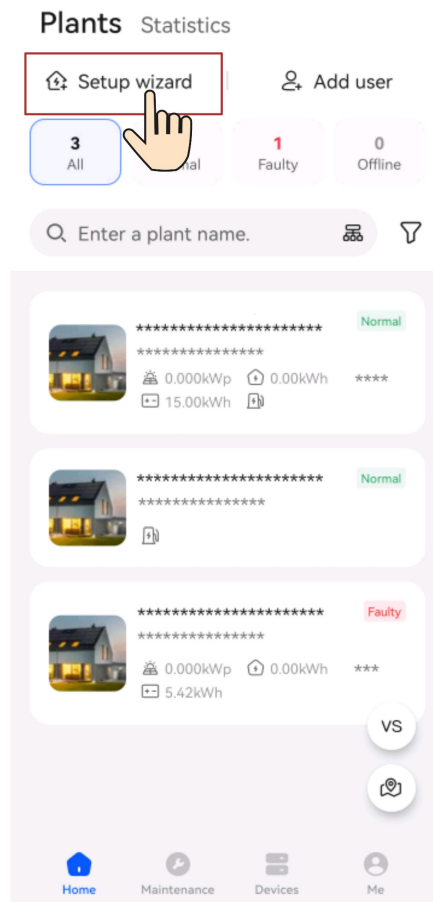 Plants Statistics
Setup wizard Add user
3 1 0
All Faulty Offline
Enter a plant name.
*********************** Normal
***************
0.000kWp 0.00kWh ****
15.00kWh
*********************** Normal
***************
*********************** Faulty
***************
0.000kWp 0.00kWh ***
5.42kWh
VS
Home Maintenance Devices Me